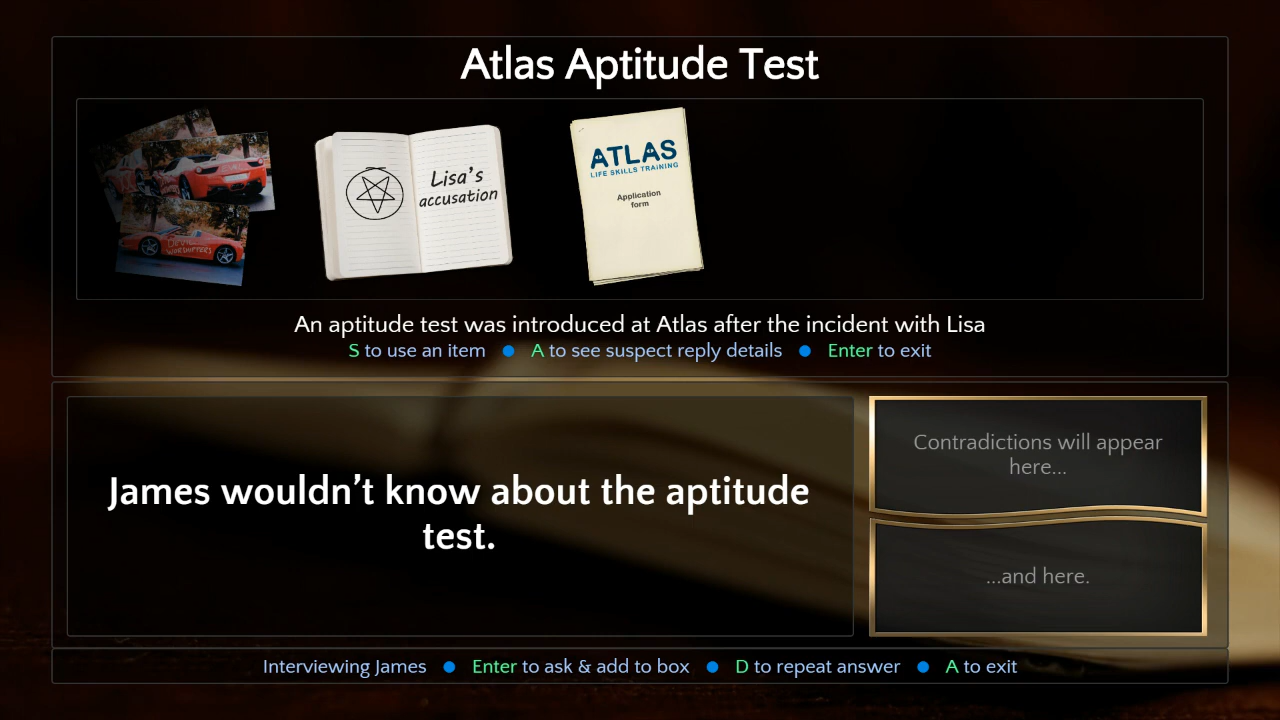 Atlas Aptitude Test
DEVIL
WORSHIPPERS
Lisa's
accusation
ATLAS
LIFE SKILLS TRAINING
Application
form
An aptitude test was introduced at Atlas after the incident with Lisa
S to use an item ● A to see suspect reply details ● Enter to exit
James wouldn't know about the aptitude
test.
Contradictions will appear
here...
...and here.
Interviewing James ● Enter to ask & add to box ● D to repeat answer ● A to exit